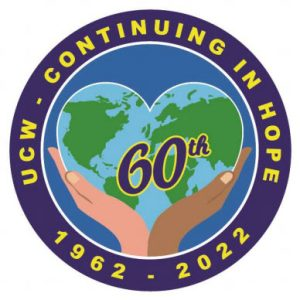 UCW - CONTINUING IN HOPE
60th
1962 - 2022